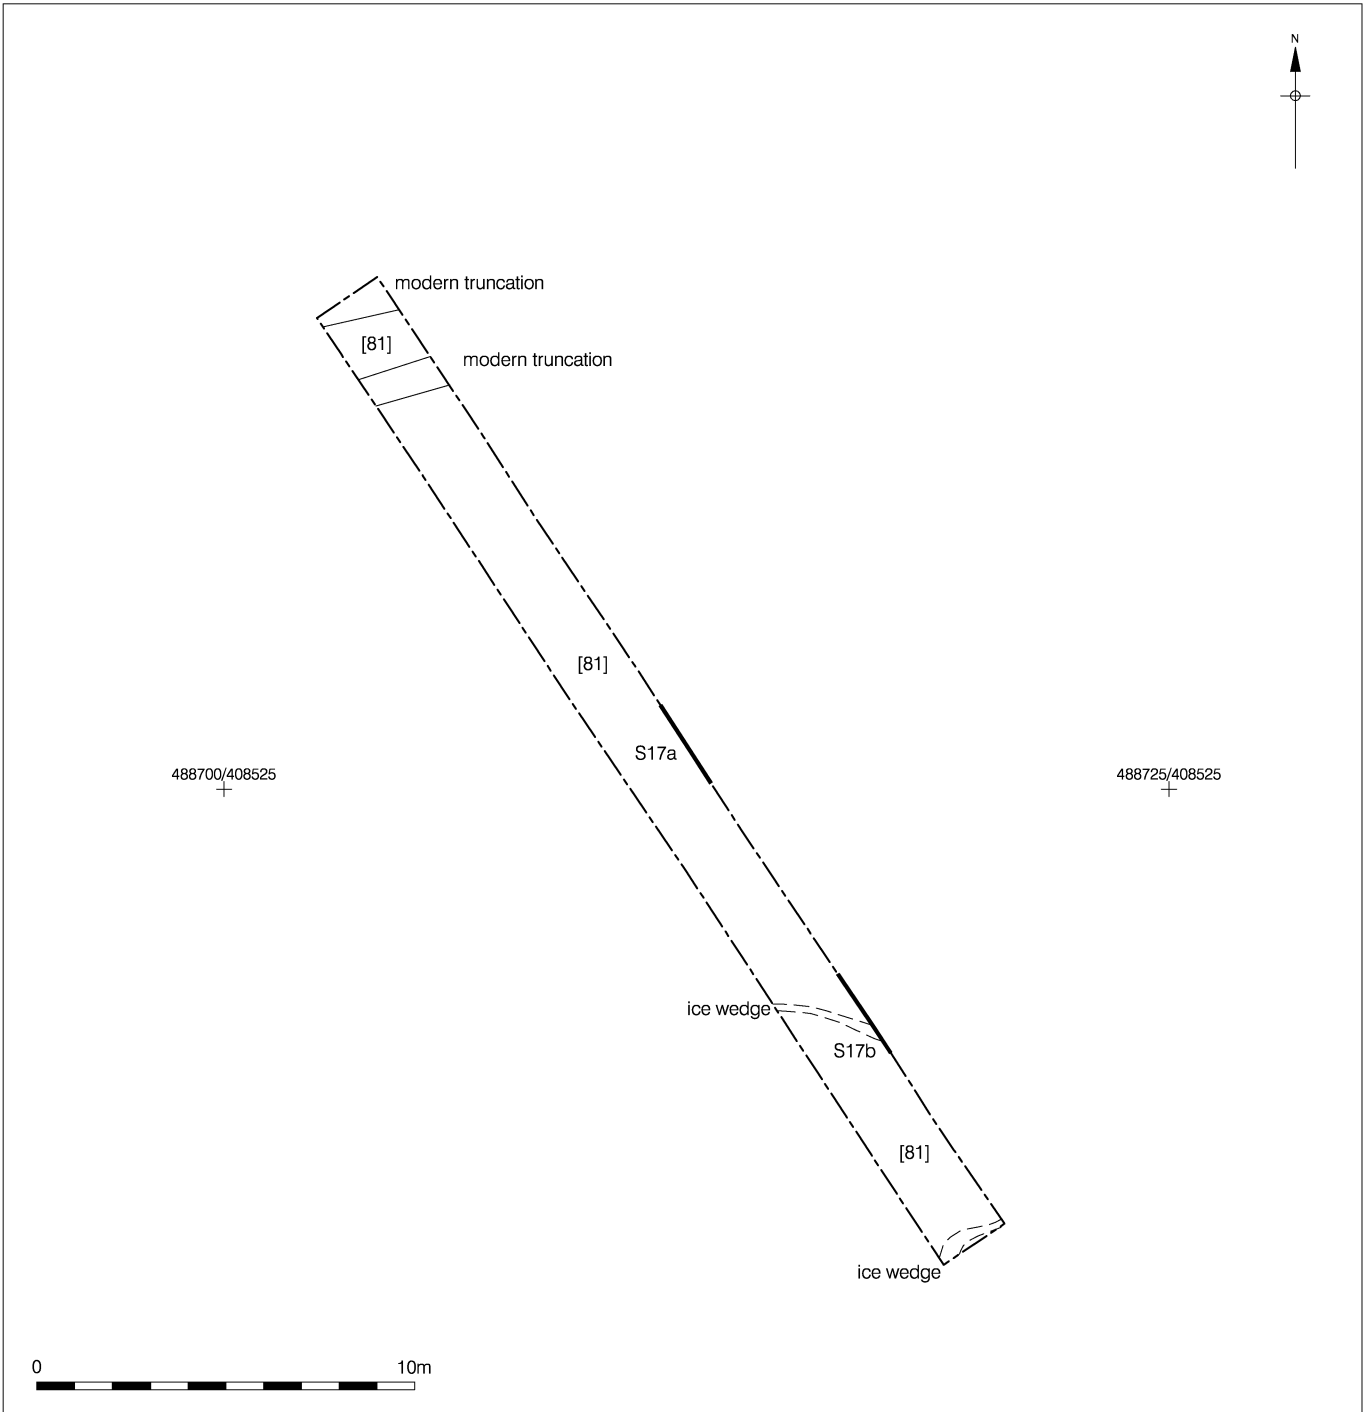 N
modern truncation
[81]
modern truncation
[81]
S17a
488700/408525
488725/408525
ice wedge
S17b
[81]
ice wedge
0 10m